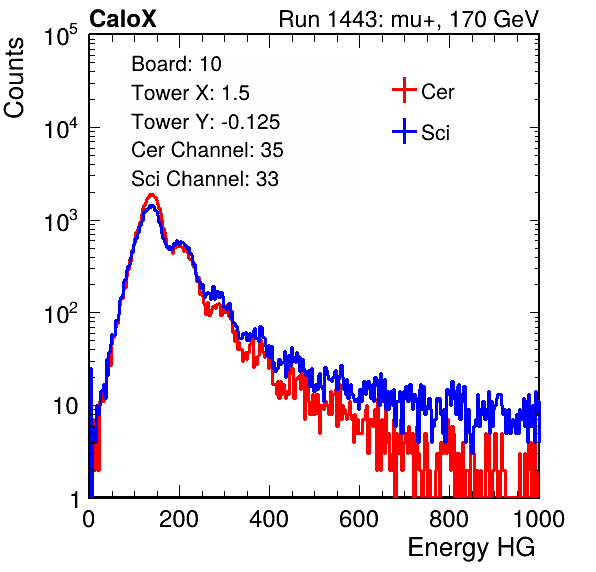 CaloX Run 1443: mu+, 170 GeV
Counts
Board: 10
Tower X: 1.5
Tower Y: -0.125
Cer Channel: 35
Sci Channel: 33
Cer
Sci
10^5
10^4
10^3
10^2
10
1
0 200 400 600 800 1000
Energy HG